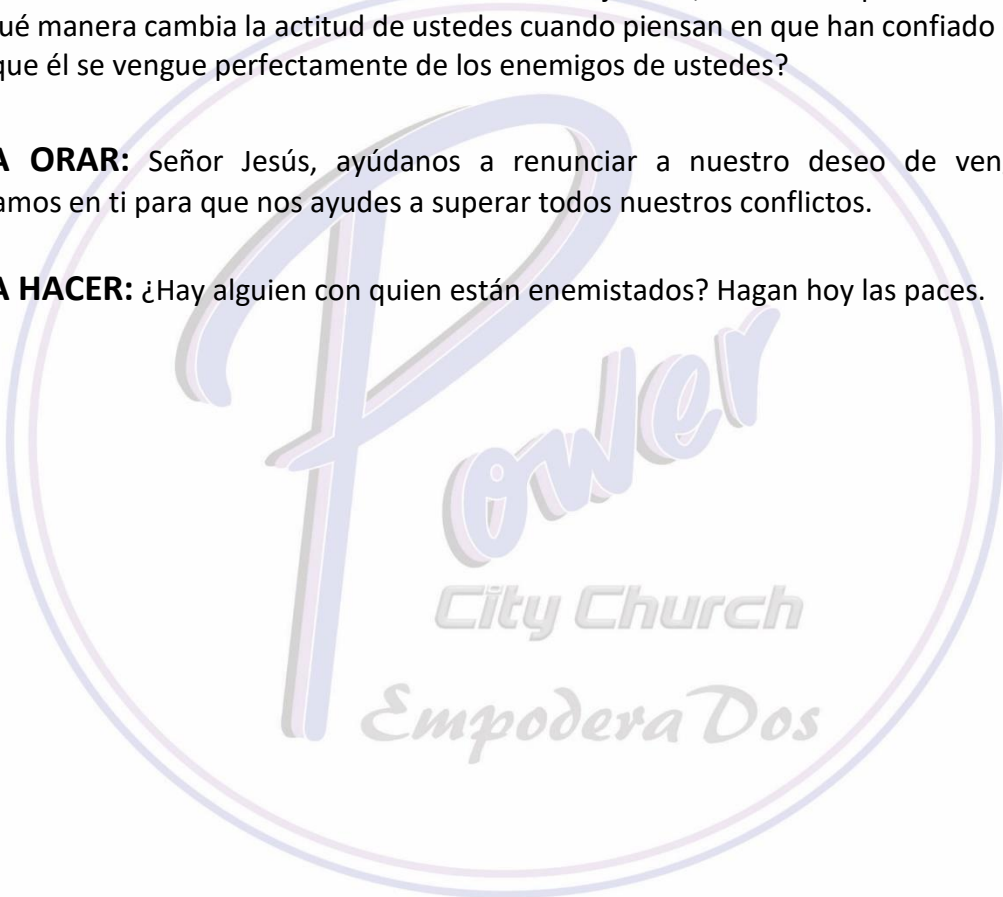 ué manera cambia la actitud de ustedes cuando piensan en que han confiado
que él se vengue perfectamente de los enemigos de ustedes?
A ORAR: Señor Jesús, ayúdanos a renunciar a nuestro deseo de ven
amos en ti para que nos ayudes a superar todos nuestros conflictos.
A HACER: ¿Hay alguien con quien están enemistados? Hagan hoy las paces.
Power
City Church
EmpoderaDos